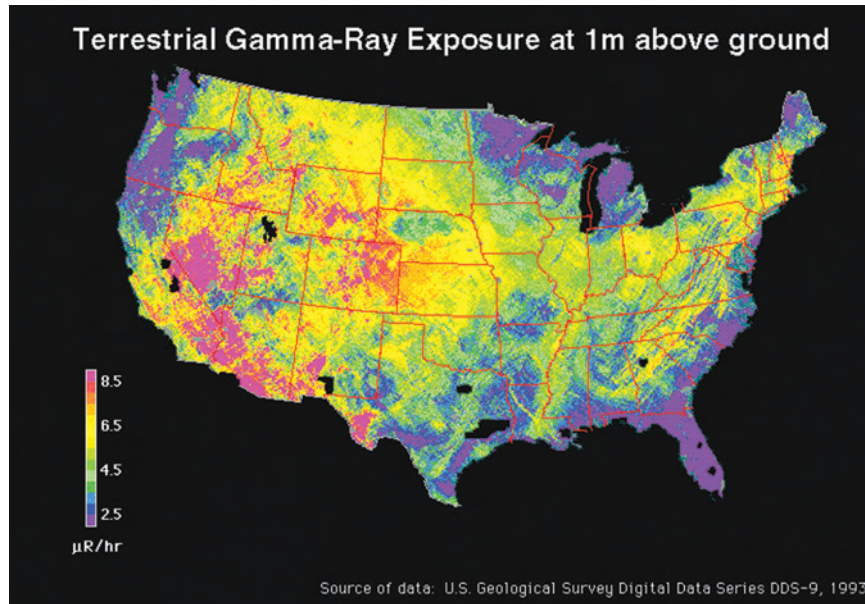 Terrestrial Gamma-Ray Exposure at 1m above ground
8.5
6.5
4.5
2.5
μR/hr
Source of data: U.S. Geological Survey Digital Data Series DDS-9, 1993